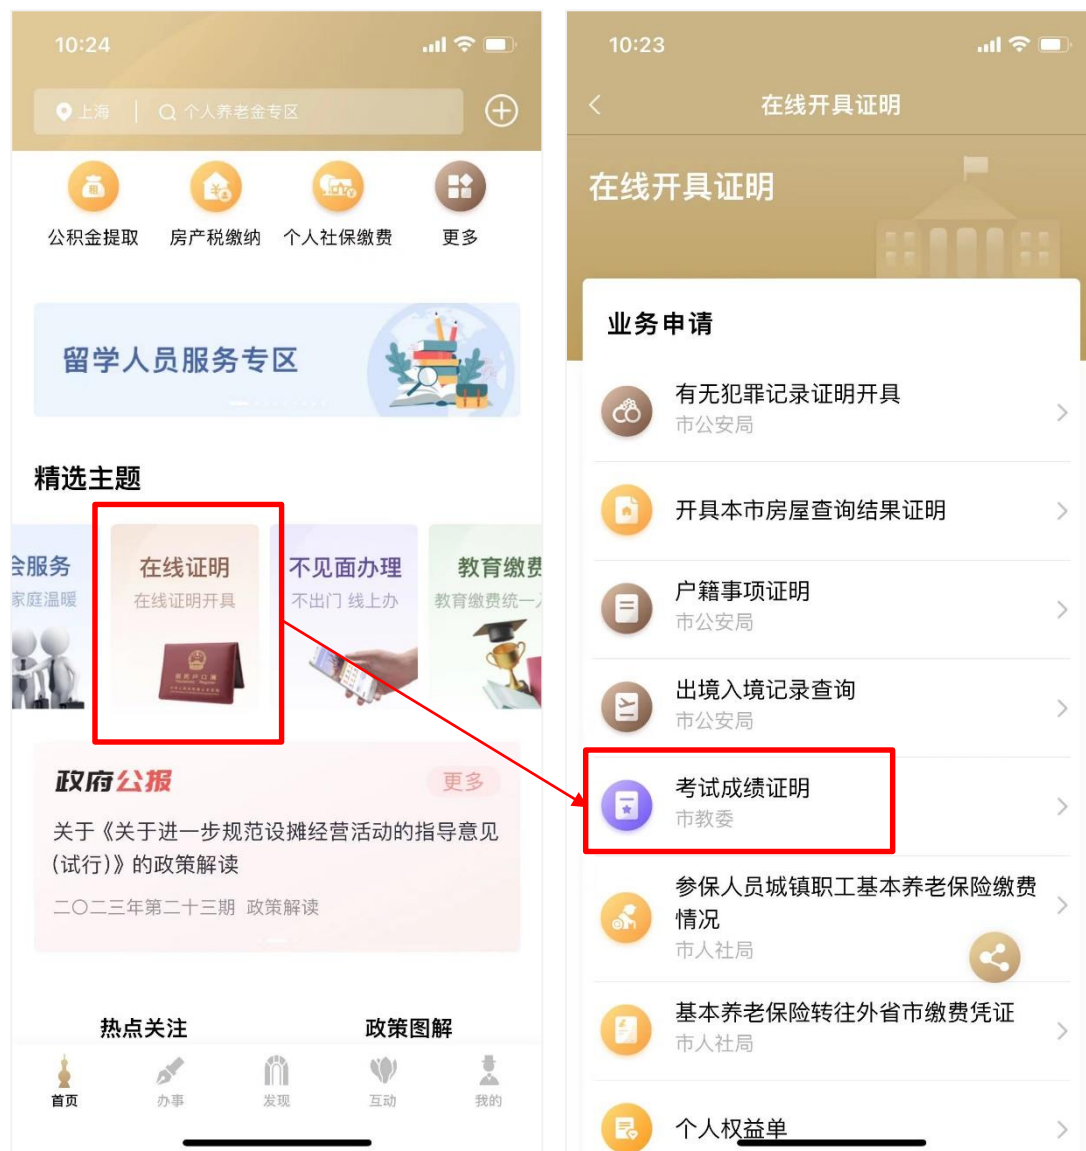 10:24
上海
个人养老金专区
公积金提取
房产税缴纳
个人社保缴费
更多
留学人员服务专区
精选主题
会服务
家庭温暖
在线证明
在线证明开具
不见面办理
不出门 线上办
教育缴费
教育缴费统一入
政府公报
更多
关于《关于进一步规范设摊经营活动的指导意见
(试行)》的政策解读
二〇二三年第二十三期 政策解读
热点关注
政策图解
首页
办事
发现
互动
我的
10:23
在线开具证明
在线开具证明
业务申请
有无犯罪记录证明开具
市公安局
开具本市房屋查询结果证明
户籍事项证明
市公安局
出境入境记录查询
市公安局
考试成绩证明
市教委
参保人员城镇职工基本养老保险缴费
情况
市人社局
基本养老保险转往外省市缴费凭证
市人社局
个人权益单